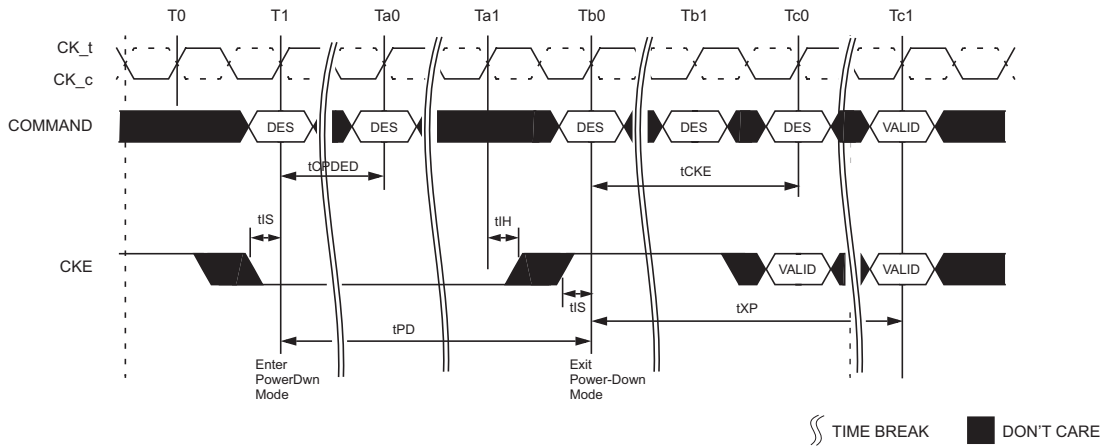 T0 T1 Ta0 Ta1 Tb0 Tb1 Tc0 Tc1
CK_t
CK_c
COMMAND DES DES DES DES DES VALID
tCPDED tCKE
tIS tIH
CKE VALID VALID
tIS tXP
tPD
Enter
PowerDwn
Mode
Exit
Power-Down
Mode
TIME BREAK DON'T CARE